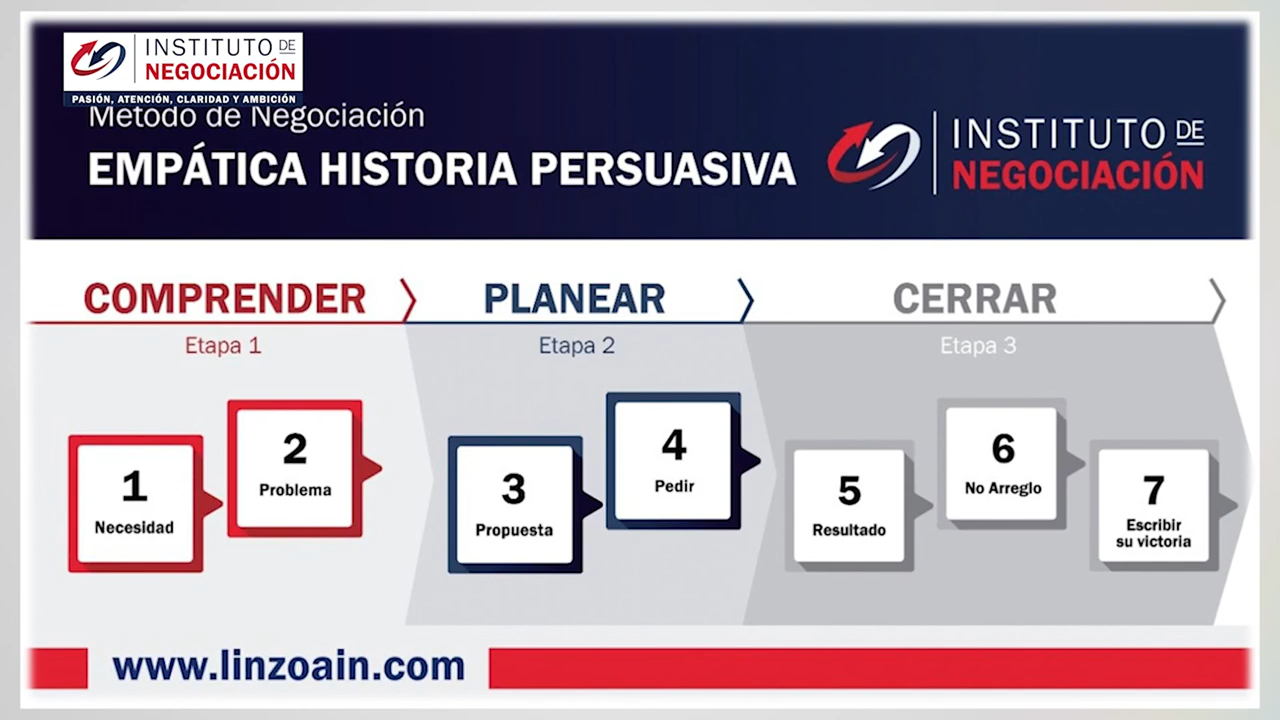 INSTITUTO DE
NEGOCIACIÓN
PASIÓN, ATENCIÓN, CLARIDAD Y AMBICIÓN
Método de Negociación
EMPÁTICA HISTORIA PERSUASIVA
INSTITUTO DE
NEGOCIACIÓN
COMPRENDER
PLANEAR
CERRAR
Etapa 1
Etapa 2
Etapa 3
1
Necesidad
2
Problema
3
Propuesta
4
Pedir
5
Resultado
6
No Arreglo
7
Escribir
su victoria
www.linzoain.com